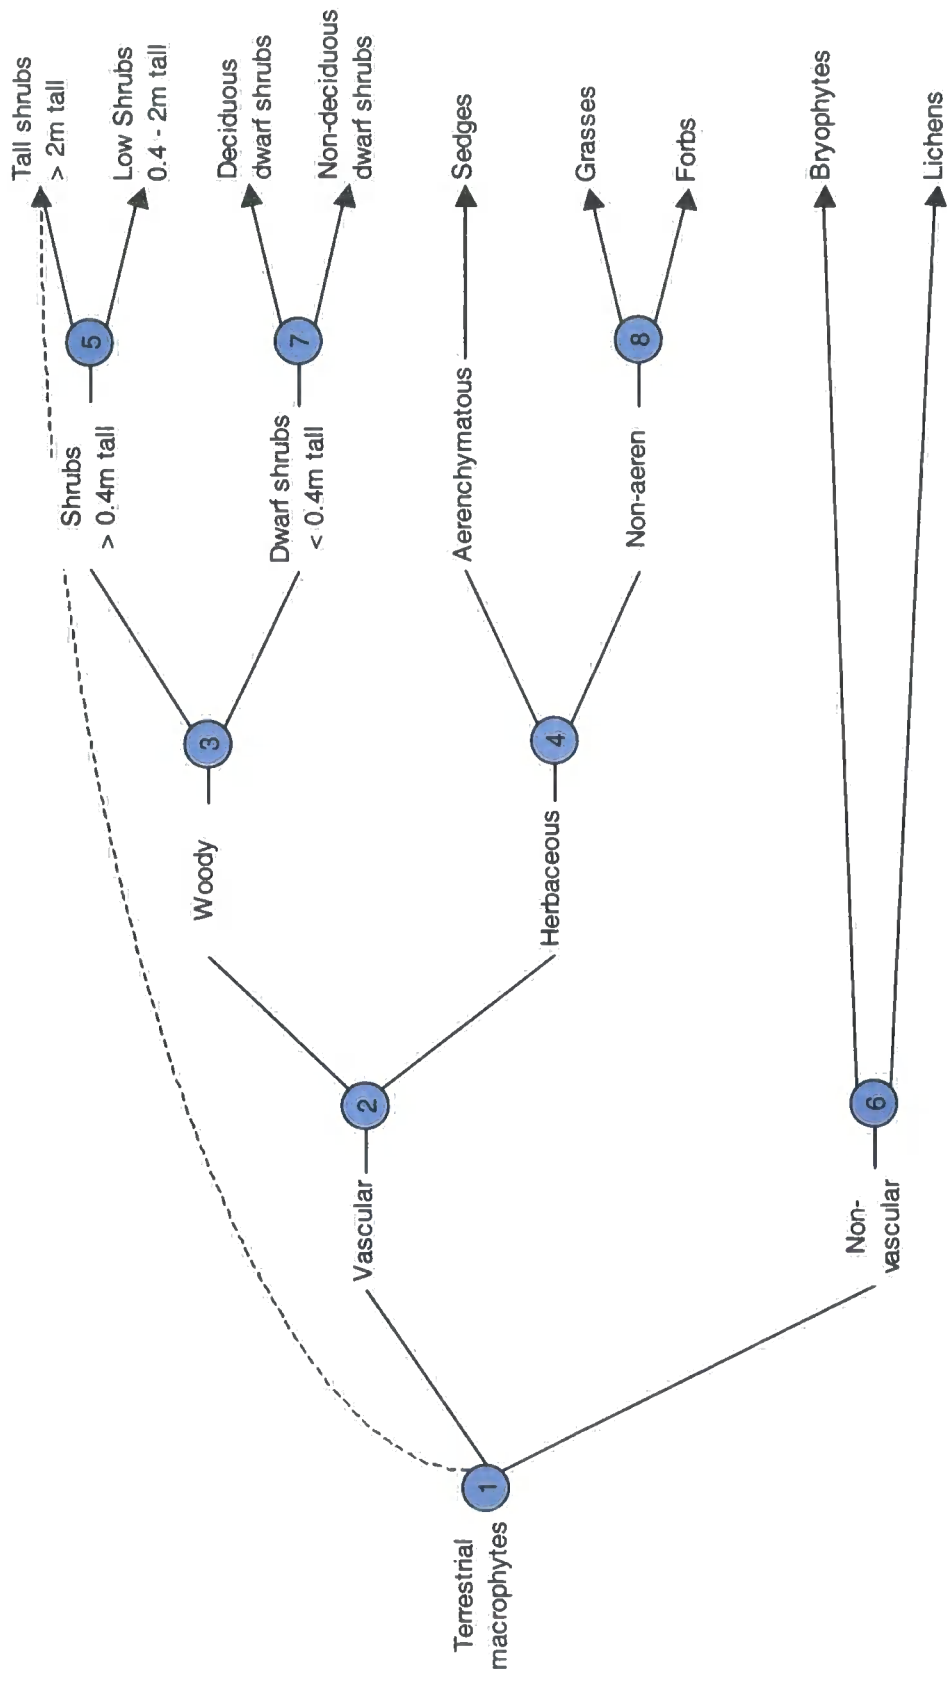 Terrestrial
macrophytes
1
Vascular
Non-
vascular
2
6
Woody
Herbaceous
3
4
Shrubs
> 0.4m tall
Dwarf shrubs
< 0.4m tall
Aerenchymatous
Non-aeren
5
7
8
Tall shrubs
> 2m tall
Low Shrubs
0.4 - 2m tall
Deciduous
dwarf shrubs
Non-deciduous
dwarf shrubs
Sedges
Grasses
Forbs
Bryophytes
Lichens